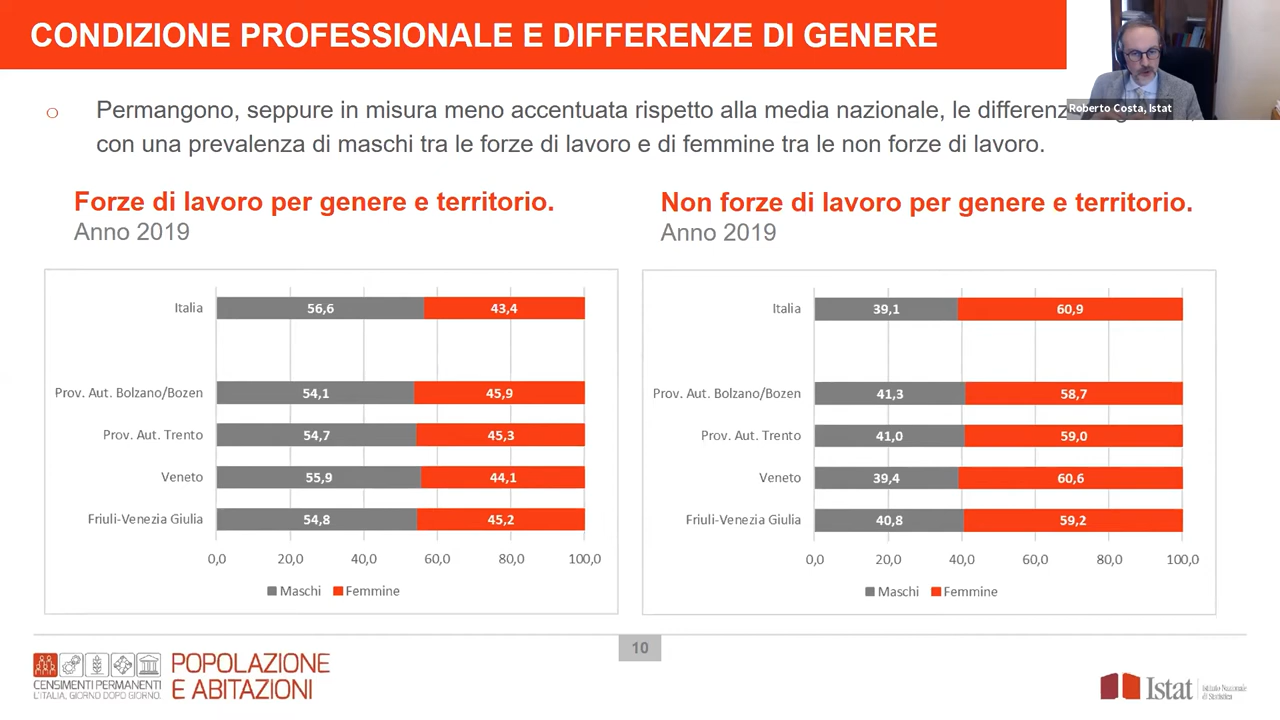 CONDIZIONE PROFESSIONALE E DIFFERENZE DI GENERE
Roberto Costa, Istat
Permangono, seppure in misura meno accentuata rispetto alla media nazionale, le
con una prevalenza di maschi tra le forze di lavoro e di femmine tra le non forze di lavoro.
Forze di lavoro per genere e territorio.
Anno 2019
Italia 56,6 43,4
Prov. Aut. Bolzano/Bozen 54,1 45,9
Prov. Aut. Trento 54,7 45,3
Veneto 55,9 44,1
Friuli-Venezia Giulia 54,8 45,2
0,0 20,0 40,0 60,0 80,0 100,0
Maschi Femmine
Non forze di lavoro per genere e territorio.
Anno 2019
Italia 39,1 60,9
Prov. Aut. Bolzano/Bozen 41,3 58,7
Prov. Aut. Trento 41,0 59,0
Veneto 39,4 60,6
Friuli-Venezia Giulia 40,8 59,2
0,0 20,0 40,0 60,0 80,0 100,0
Maschi Femmine
10
CENSIMENTI PERMANENTI
L'ITALIA, GIORNO DOPO GIORNO.
POPOLAZIONE
E ABITAZIONI
Istat
Istituto Nazionale
di Statistica